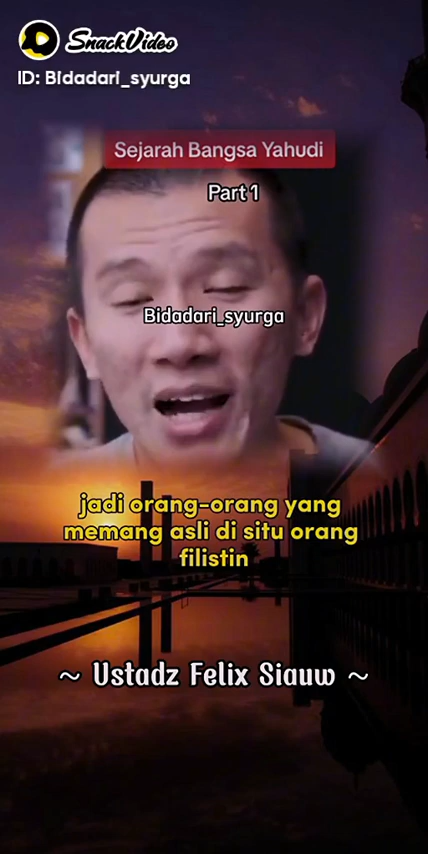 SnackVideo
ID: Bidadari_syurga
Sejarah Bangsa Yahudi
Part 1
Bidadari_syurga
jadi orang-orang yang
memang asli di situ orang
filistin
~ Ustadz Felix Siauw ~